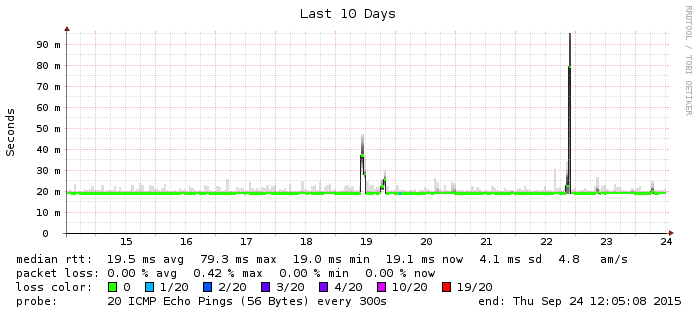 Last 10 Days
RRDTOOL / TOBI OETIKER
Seconds
90 m
80 m
70 m
60 m
50 m
40 m
30 m
20 m
10 m
0
15 16 17 18 19 20 21 22 23 24
median rtt: 19.5 ms avg 79.3 ms max 19.0 ms min 19.1 ms now 4.1 ms sd 4.8 am/s
packet loss: 0.00 % avg 0.42 % max 0.00 % min 0.00 % now
loss color: 0 1/20 2/20 3/20 4/20 10/20 19/20
probe: 20 ICMP Echo Pings (56 Bytes) every 300s end: Thu Sep 24 12:05:08 2015